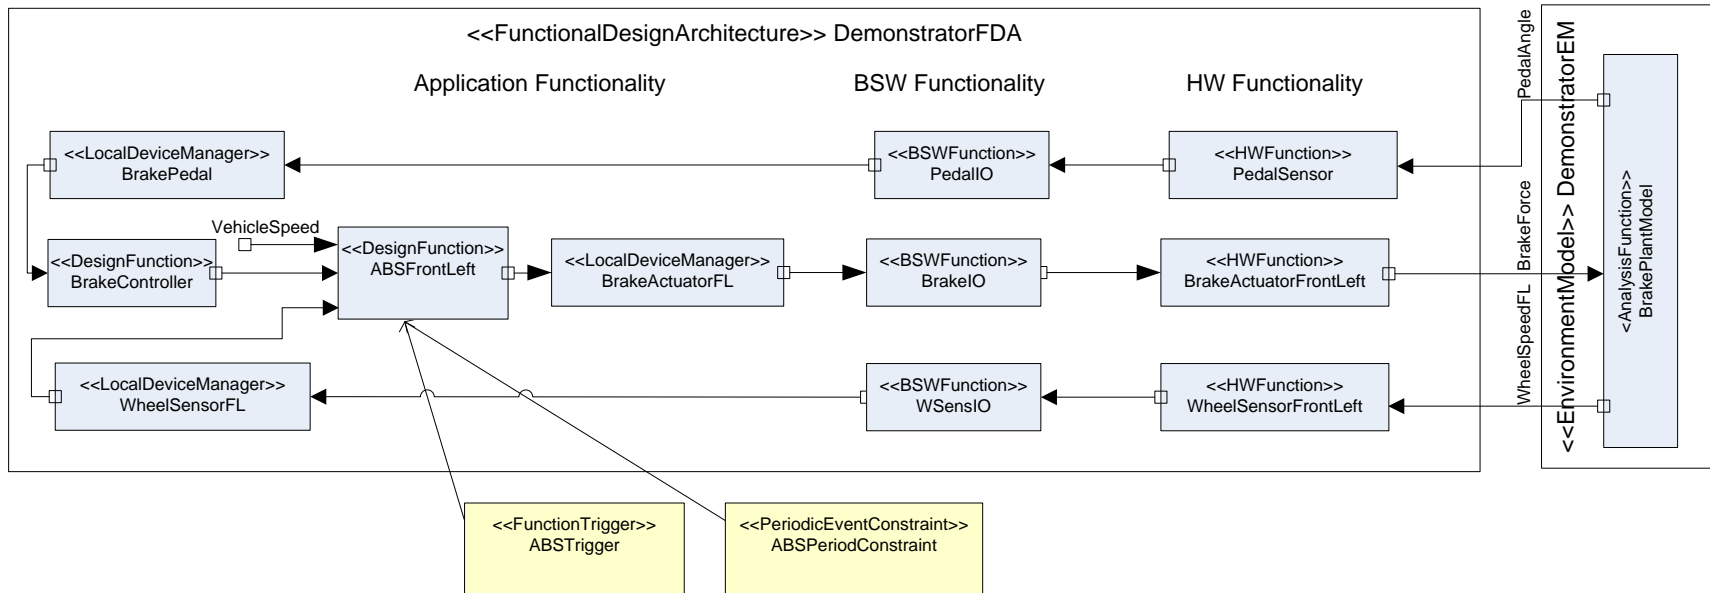 <<FunctionalDesignArchitecture>> DemonstratorFDA
Application Functionality
BSW Functionality
HW Functionality
<<LocalDeviceManager>>
BrakePedal
<<BSWFunction>>
PedalIO
<<HWFunction>>
PedalSensor
VehicleSpeed
<<DesignFunction>>
BrakeController
<<DesignFunction>>
ABSFrontLeft
<<LocalDeviceManager>>
BrakeActuatorFL
<<BSWFunction>>
BrakeIO
<<HWFunction>>
BrakeActuatorFrontLeft
<<LocalDeviceManager>>
WheelSensorFL
<<BSWFunction>>
WSensIO
<<HWFunction>>
WheelSensorFrontLeft
PedalAngle
BrakeForce
WheelSpeedFL
<<EnvironmentModel>> DemonstratorEM
<AnalysisFunction>>
BrakePlantModel
<<FunctionTrigger>>
ABSTrigger
<<PeriodicEventConstraint>>
ABSPeriodConstraint